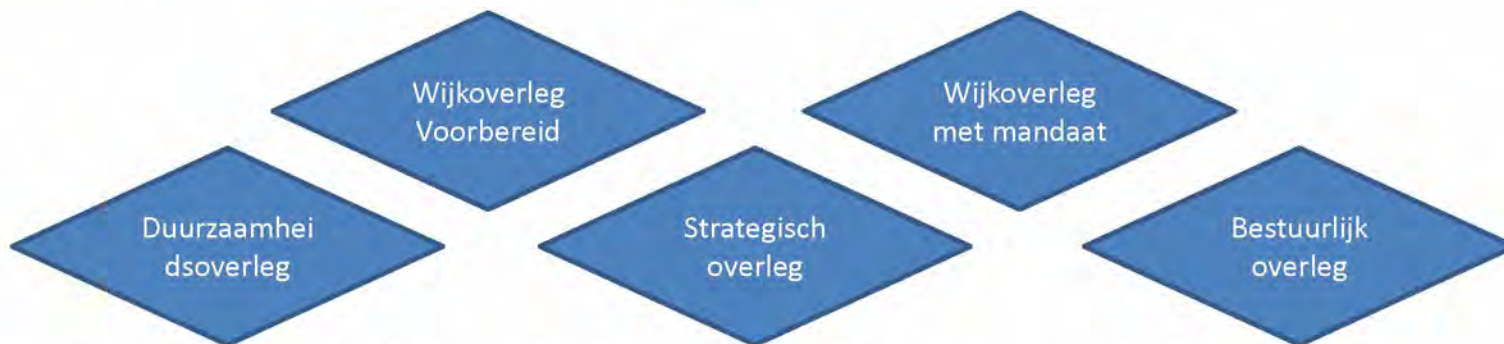 Wijkoverleg
Voorbereid
Wijkoverleg
met mandaat
Duurzaamhei
dsoverleg
Strategisch
overleg
Bestuurlijk
overleg